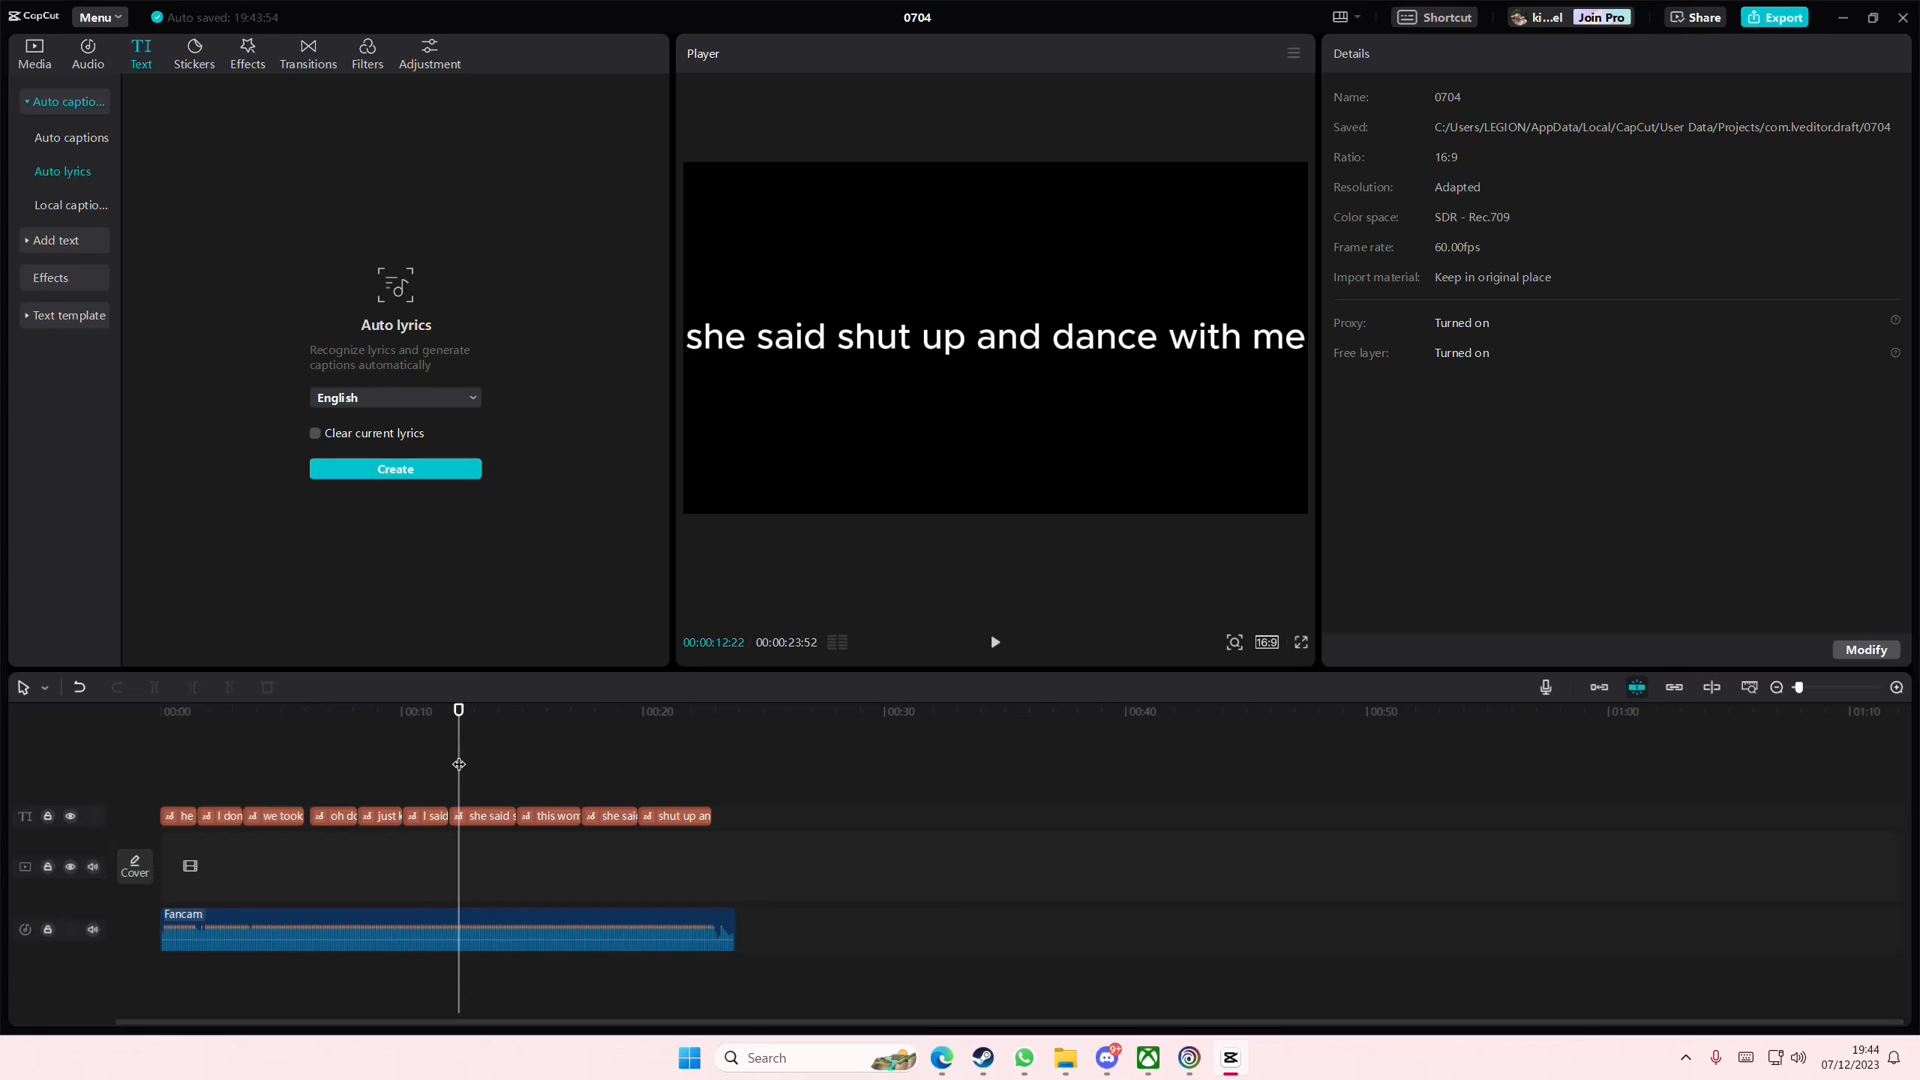 CapCut
Menu
Auto saved: 19:43:54
0704
Shortcut
ki...el
Join Pro
Share
Export
Media
Audio
TI
Text
Stickers
Effects
Transitions
Filters
Adjustment
Auto captio...
Auto captions
Auto lyrics
Local captio...
Add text
Effects
Text template
Auto lyrics
Recognize lyrics and generate
captions automatically
English
Clear current lyrics
Create
Player
she said shut up and dance with me
00:00:12:22
00:00:23:52
16:9
Details
Name: 0704
Saved: C:/Users/LEGION/AppData/Local/CapCut/User Data/Projects/com.lveditor.draft/0704
Ratio: 16:9
Resolution: Adapted
Color space: SDR - Rec.709
Frame rate: 60.00fps
Import material: Keep in original place
Proxy: Turned on
Free layer: Turned on
Modify
00:00
00:10
00:20
00:30
00:40
00:50
01:00
01:10
TI
he
I don
we took
oh do
just k
I said
she said s
this wom
she said
shut up an
Cover
Fancam
Search
9+
19:44
07/12/2023